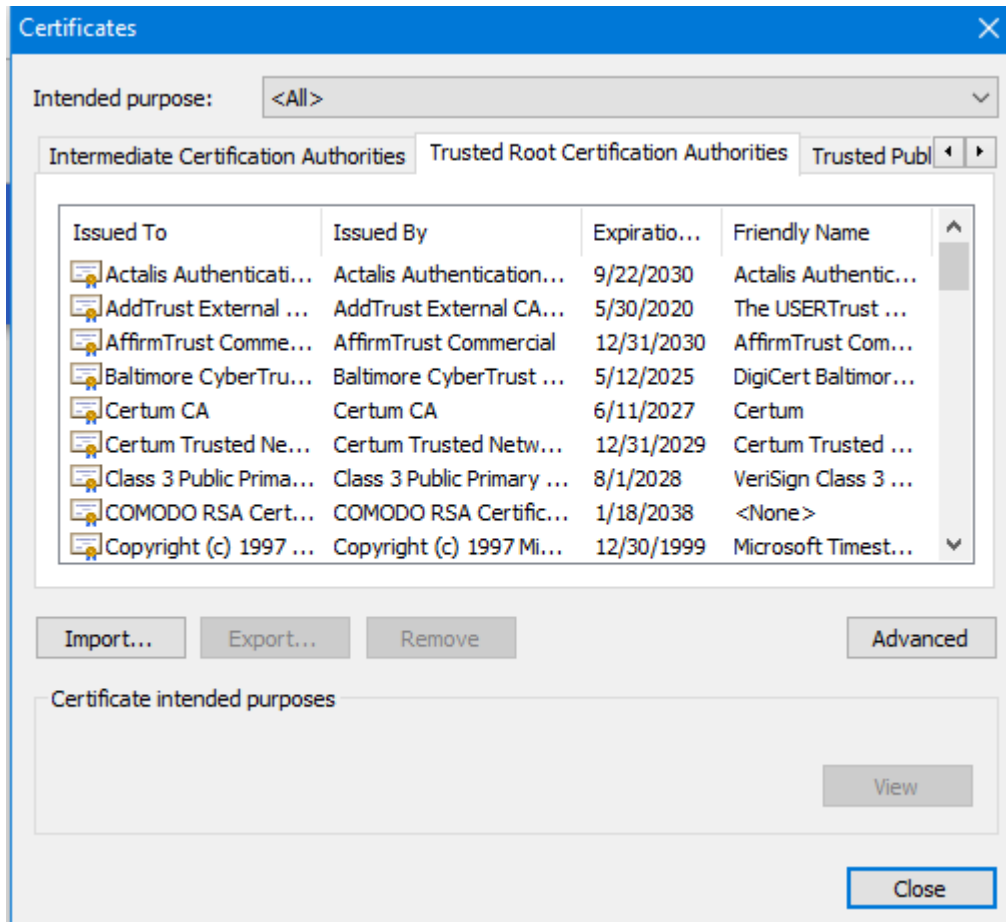 Certificates
Intended purpose: <All>
Intermediate Certification Authorities Trusted Root Certification Authorities Trusted Publ
Issued To Issued By Expiratio... Friendly Name
Actalis Authenticati... Actalis Authentication... 9/22/2030 Actalis Authentic...
AddTrust External ... AddTrust External CA... 5/30/2020 The USERTrust ...
AffirmTrust Comme... AffirmTrust Commercial 12/31/2030 AffirmTrust Com...
Baltimore CyberTru... Baltimore CyberTrust ... 5/12/2025 DigiCert Baltimor...
Certum CA Certum CA 6/11/2027 Certum
Certum Trusted Ne... Certum Trusted Netw... 12/31/2029 Certum Trusted ...
Class 3 Public Prima... Class 3 Public Primary ... 8/1/2028 VeriSign Class 3 ...
COMODO RSA Cert... COMODO RSA Certific... 1/18/2038 <None>
Copyright (c) 1997 ... Copyright (c) 1997 Mi... 12/30/1999 Microsoft Timest...
Import... Export... Remove Advanced
Certificate intended purposes
View
Close